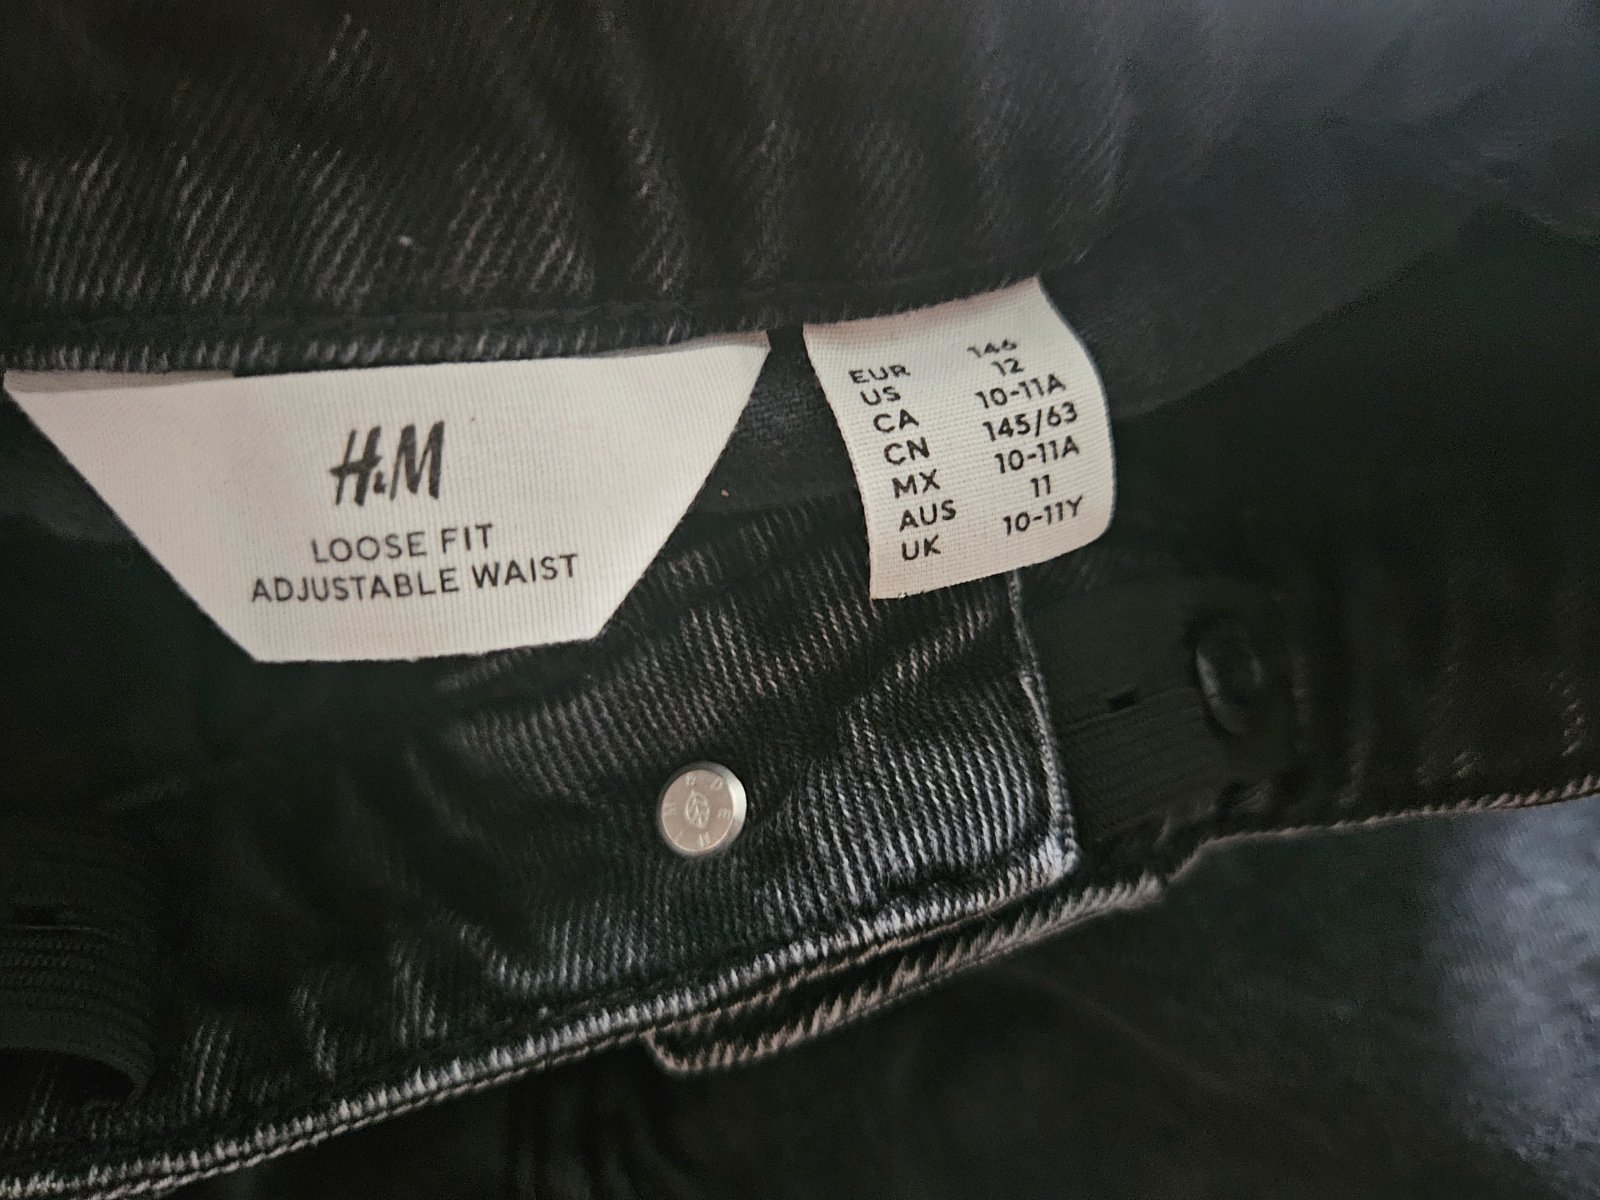 H&M
LOOSE FIT
ADJUSTABLE WAIST
EUR 146
US 12
CA 10-11A
CN 145/63
MX 10-11A
AUS 11
UK 10-11Y